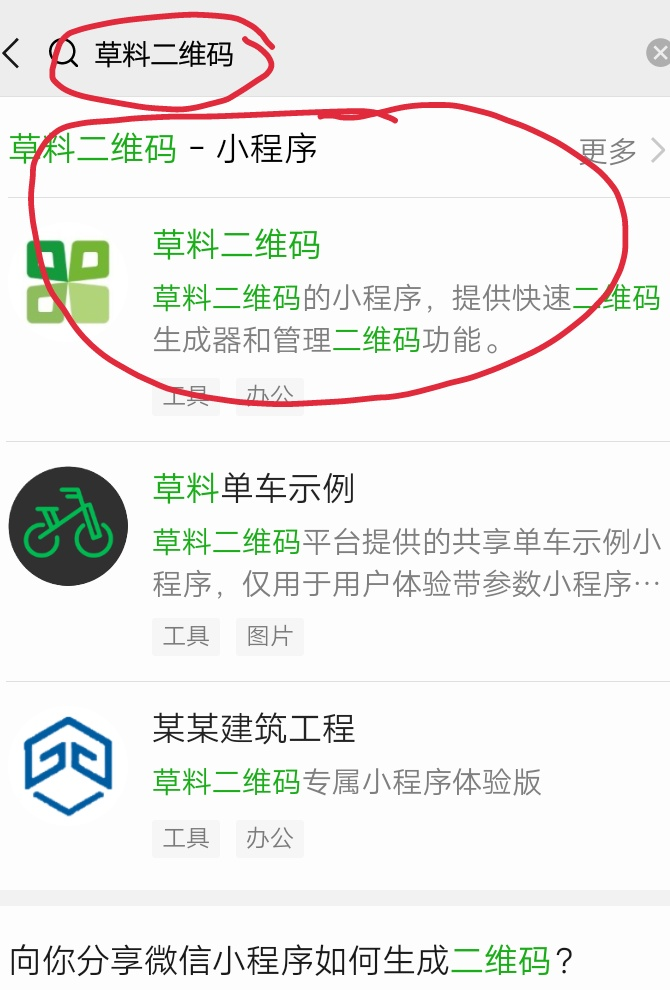 草料二维码
草料二维码 - 小程序
更多
草料二维码
草料二维码的小程序，提供快速二维码
生成器和管理二维码功能。
工具 办公
草料单车示例
草料二维码平台提供的共享单车示例小
程序，仅用于用户体验带参数小程序…
工具 图片
某某建筑工程
草料二维码专属小程序体验版
工具 办公
向你分享微信小程序如何生成二维码？